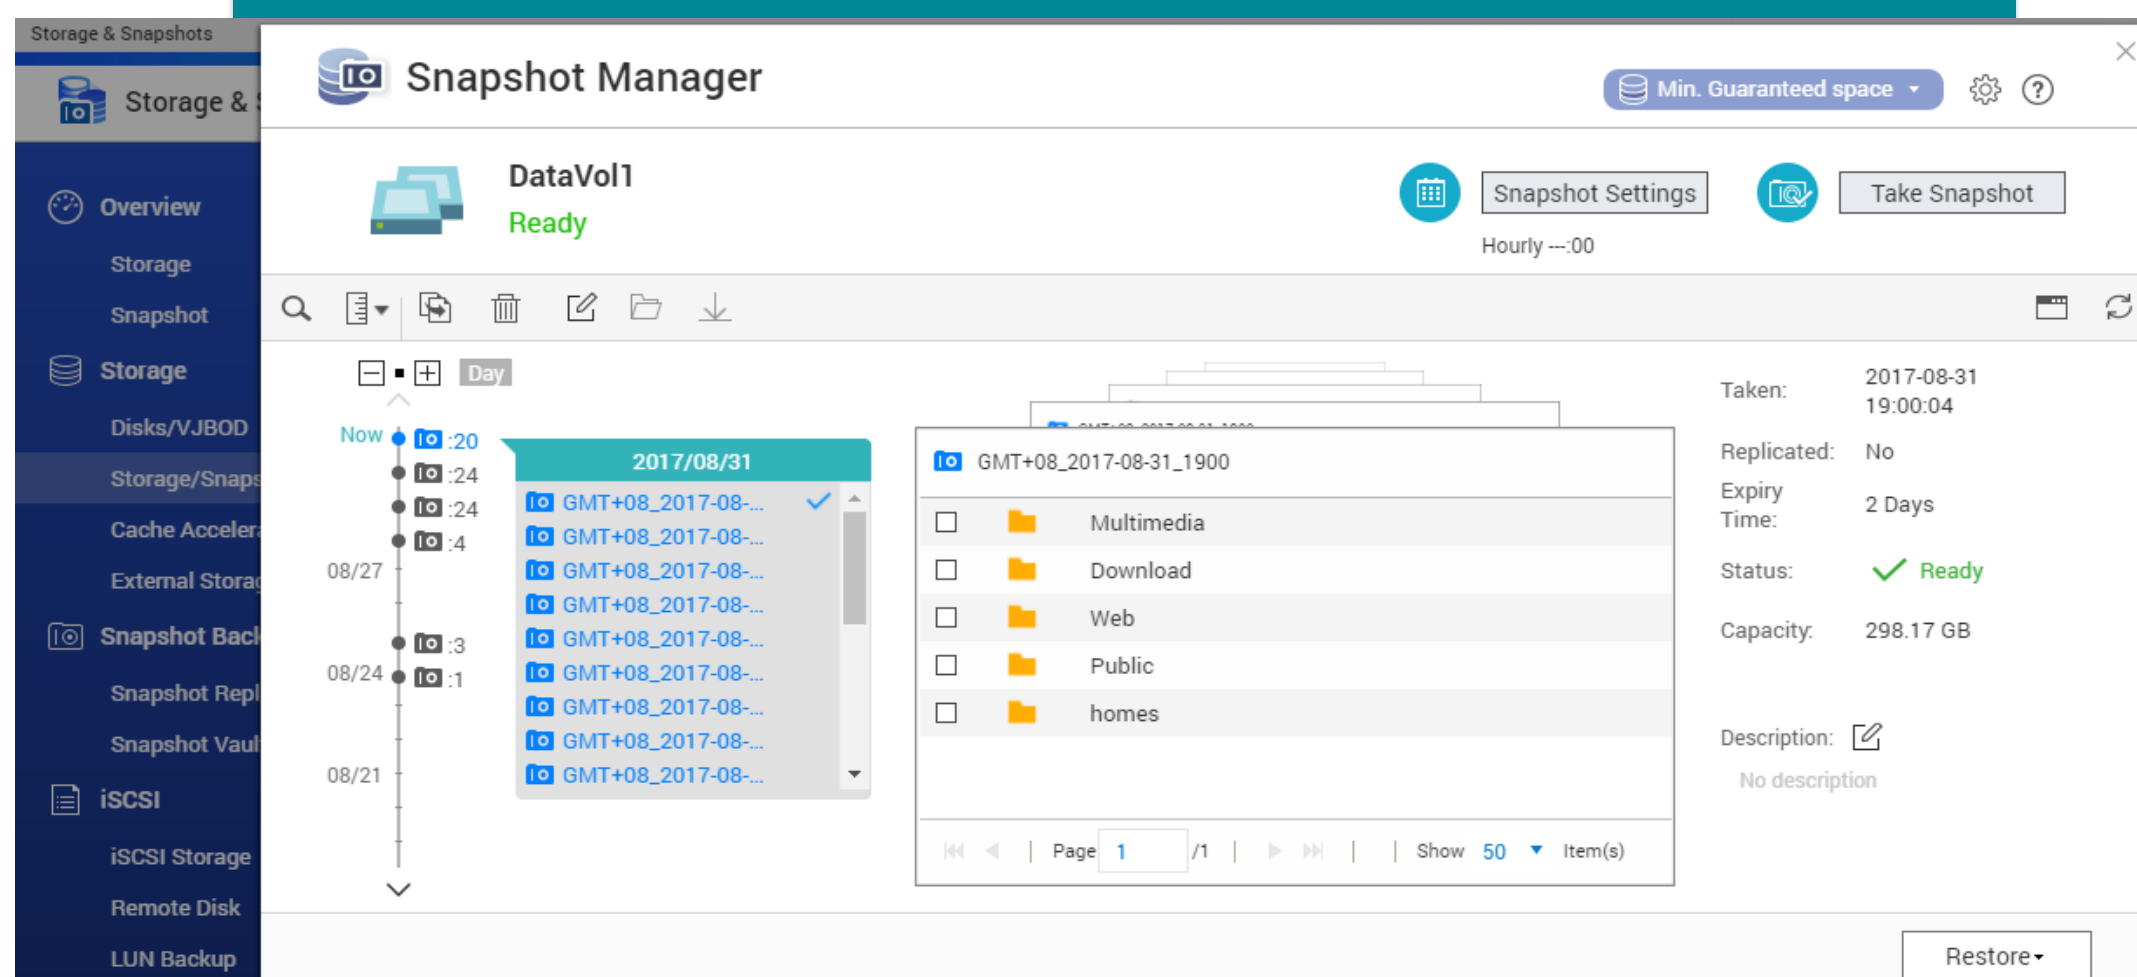 Storage & Snapshots
Storage &
Overview
Storage
Snapshot
Storage
Disks/VJBOD
Storage/Snaps
Cache Acceler
External Storag
Snapshot Back
Snapshot Repl
Snapshot Vaul
iSCSI
iSCSI Storage
Remote Disk
LUN Backup
Snapshot Manager
Min. Guaranteed space
DataVol1
Ready
Snapshot Settings
Take Snapshot
Hourly ---:00
Day
Now
:20
:24
:24
:4
08/27
:3
08/24
:1
08/21
2017/08/31
GMT+08_2017-08-...
GMT+08_2017-08-...
GMT+08_2017-08-...
GMT+08_2017-08-...
GMT+08_2017-08-...
GMT+08_2017-08-...
GMT+08_2017-08-...
GMT+08_2017-08-...
GMT+08_2017-08-...
GMT+08_2017-08-31_1900
Multimedia
Download
Web
Public
homes
Page 1 /1 Show 50 Item(s)
Taken: 2017-08-31
19:00:04
Replicated: No
Expiry
Time: 2 Days
Status: Ready
Capacity: 298.17 GB
Description:
No description
Restore